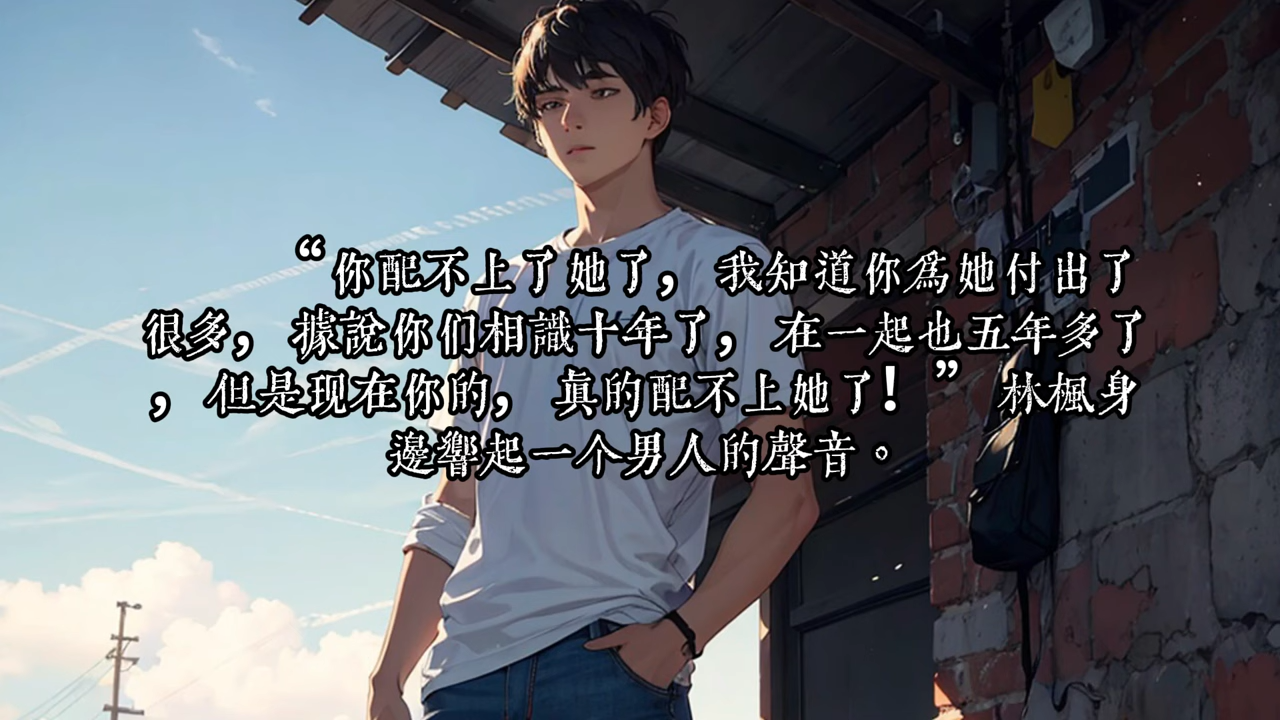 “你配不上了她了， 我知道你爲她付出了
很多， 據說你们相識十年了， 在一起也五年多了
， 但是现在你的， 真的配不上她了！” 林楓身
邊響起一个男人的聲音。